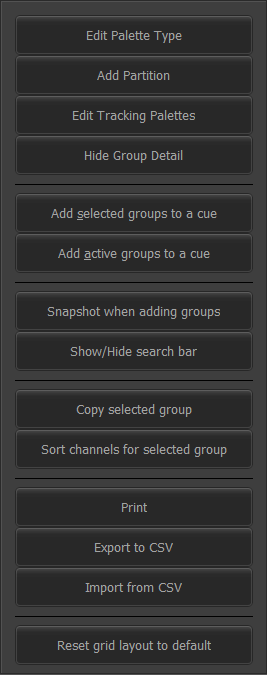 Edit Palette Type
Add Partition
Edit Tracking Palettes
Hide Group Detail
Add selected groups to a cue
Add active groups to a cue
Snapshot when adding groups
Show/Hide search bar
Copy selected group
Sort channels for selected group
Print
Export to CSV
Import from CSV
Reset grid layout to default